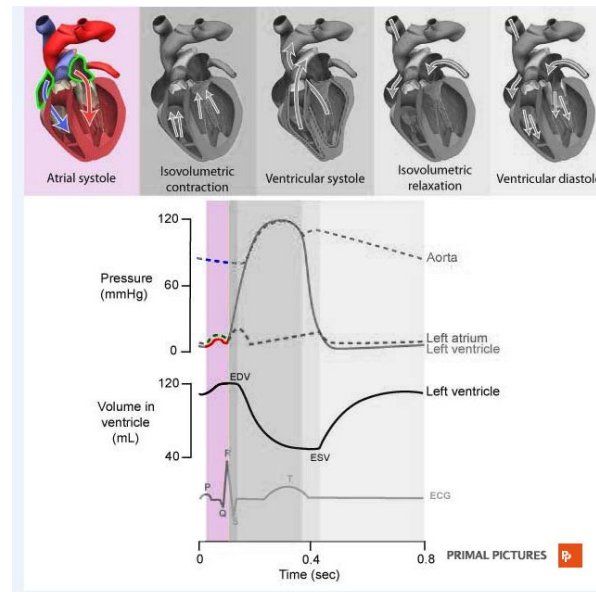 Atrial systole
Isovolumetric
contraction
Ventricular systole
Isovolumetric
relaxation
Ventricular diastole
120
60
0
Pressure
(mmHg)
Aorta
Left atrium
Left ventricle
120
40
Volume in
ventricle
(mL)
EDV
ESV
Left ventricle
P
Q
R
S
T
ECG
0
0.4
0.8
Time (sec)
PRIMAL PICTURES